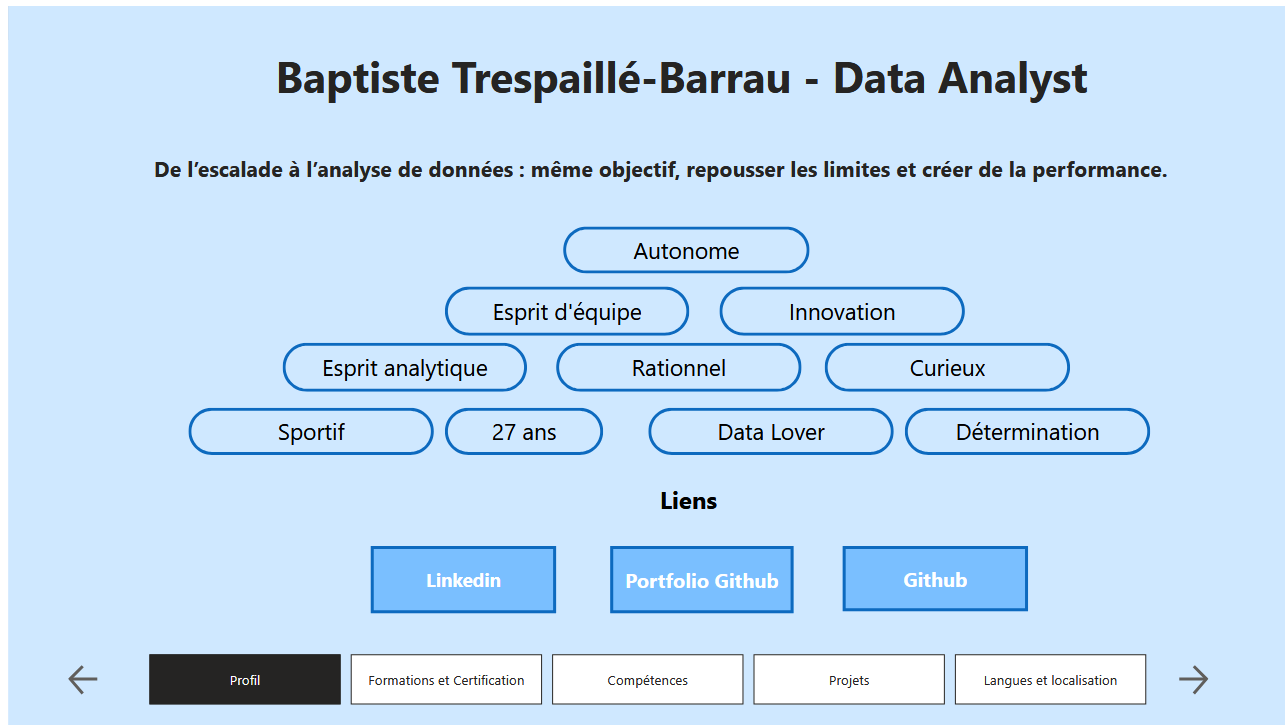 Baptiste Trespaillé-Barrau - Data Analyst
De l’escalade à l’analyse de données : même objectif, repousser les limites et créer de la performance.
Autonome
Esprit d'équipe Innovation
Esprit analytique Rationnel Curieux
Sportif 27 ans Data Lover Détermination
Liens
Linkedin Portfolio Github Github
Profil Formations et Certification Compétences Projets Langues et localisation